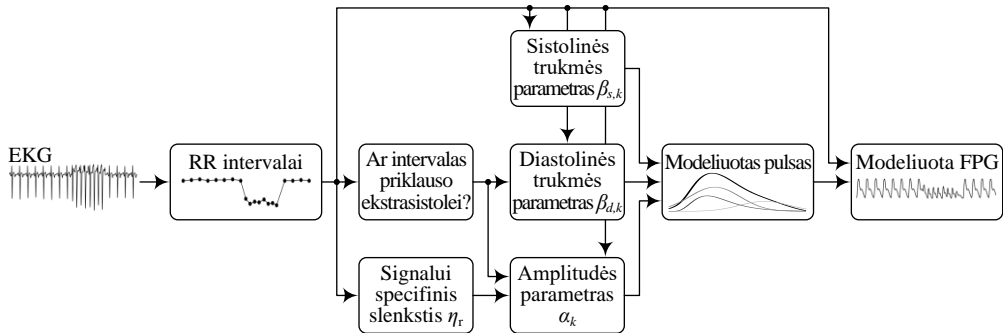 EKG
RR intervalai
Ar intervalas
priklauso
ekstrasistolei?
Signalui
specifinis
slenkstis ηr
Sistolinės
trukmės
parametras βs,k
Diastolinės
trukmės
parametras βd,k
Amplitudės
parametras
αk
Modeliuotas pulsas
Modeliuota FPG